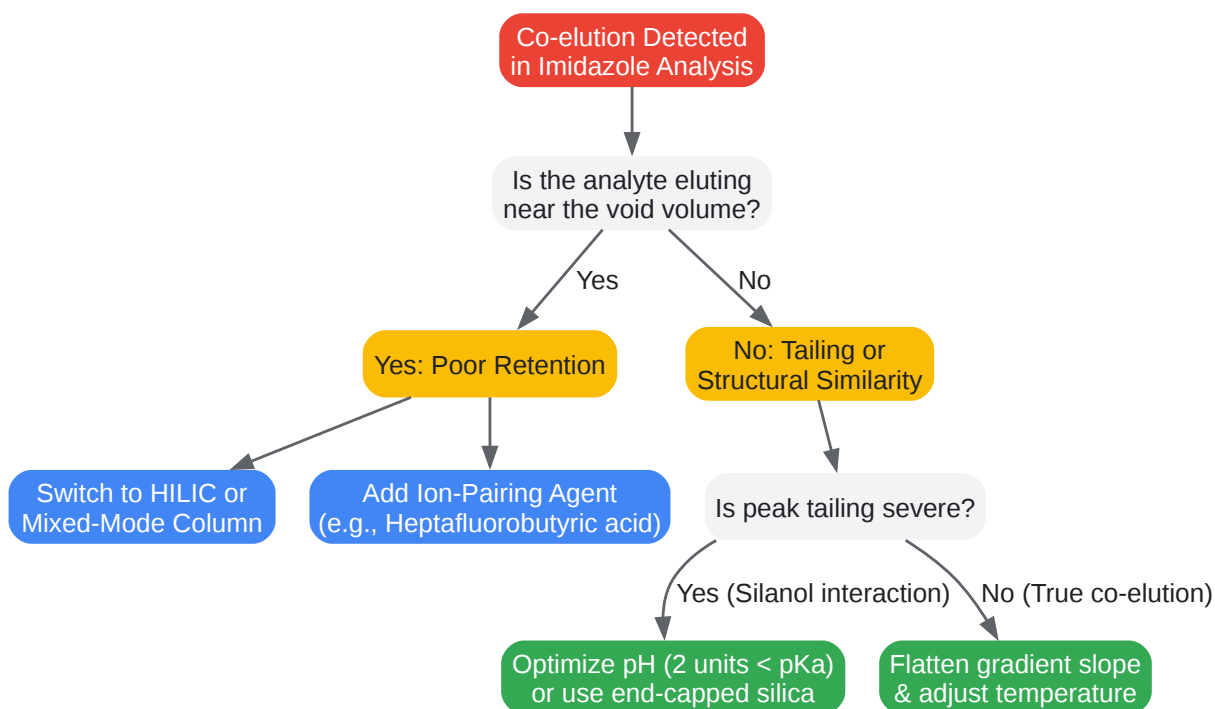 Co-elution Detected
in Imidazole Analysis
Is the analyte eluting
near the void volume?
Yes
No
Yes: Poor Retention
No: Tailing or
Structural Similarity
Switch to HILIC or
Mixed-Mode Column
Add Ion-Pairing Agent
(e.g., Heptafluorobutyric acid)
Is peak tailing severe?
Yes (Silanol interaction)
No (True co-elution)
Optimize pH (2 units < pKa)
or use end-capped silica
Flatten gradient slope
& adjust temperature